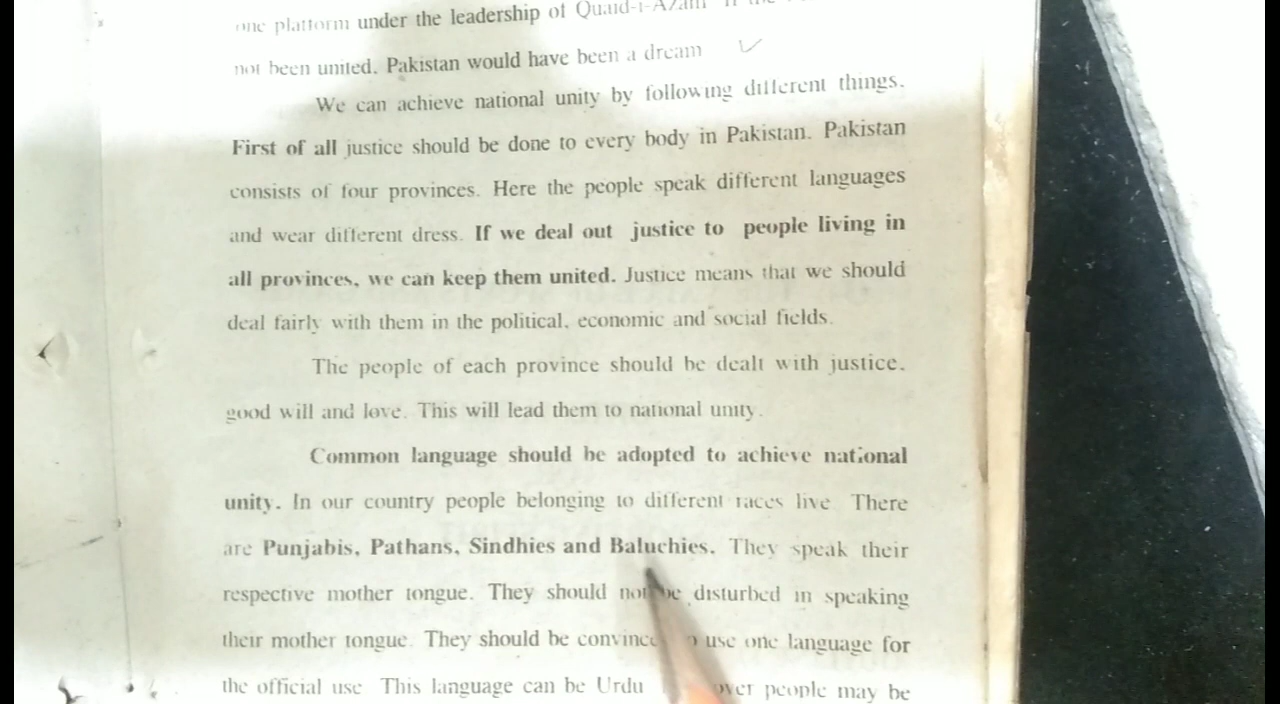 one platform under the leadership of Quaid-i-Azam If the
not been united. Pakistan would have been a dream
We can achieve national unity by following different things.
First of all justice should be done to every body in Pakistan. Pakistan
consists of four provinces. Here the people speak different languages
and wear different dress. If we deal out justice to people living in
all provinces, we can keep them united. Justice means that we should
deal fairly with them in the political, economic and social fields.
The people of each province should be dealt with justice.
good will and love. This will lead them to national unity.
Common language should be adopted to achieve national
unity. In our country people belonging to different races live. There
are Punjabis, Pathans, Sindhies and Baluchies. They speak their
respective mother tongue. They should not be disturbed in speaking
their mother tongue. They should be use one language for
the official use This language can be Urdu people may be